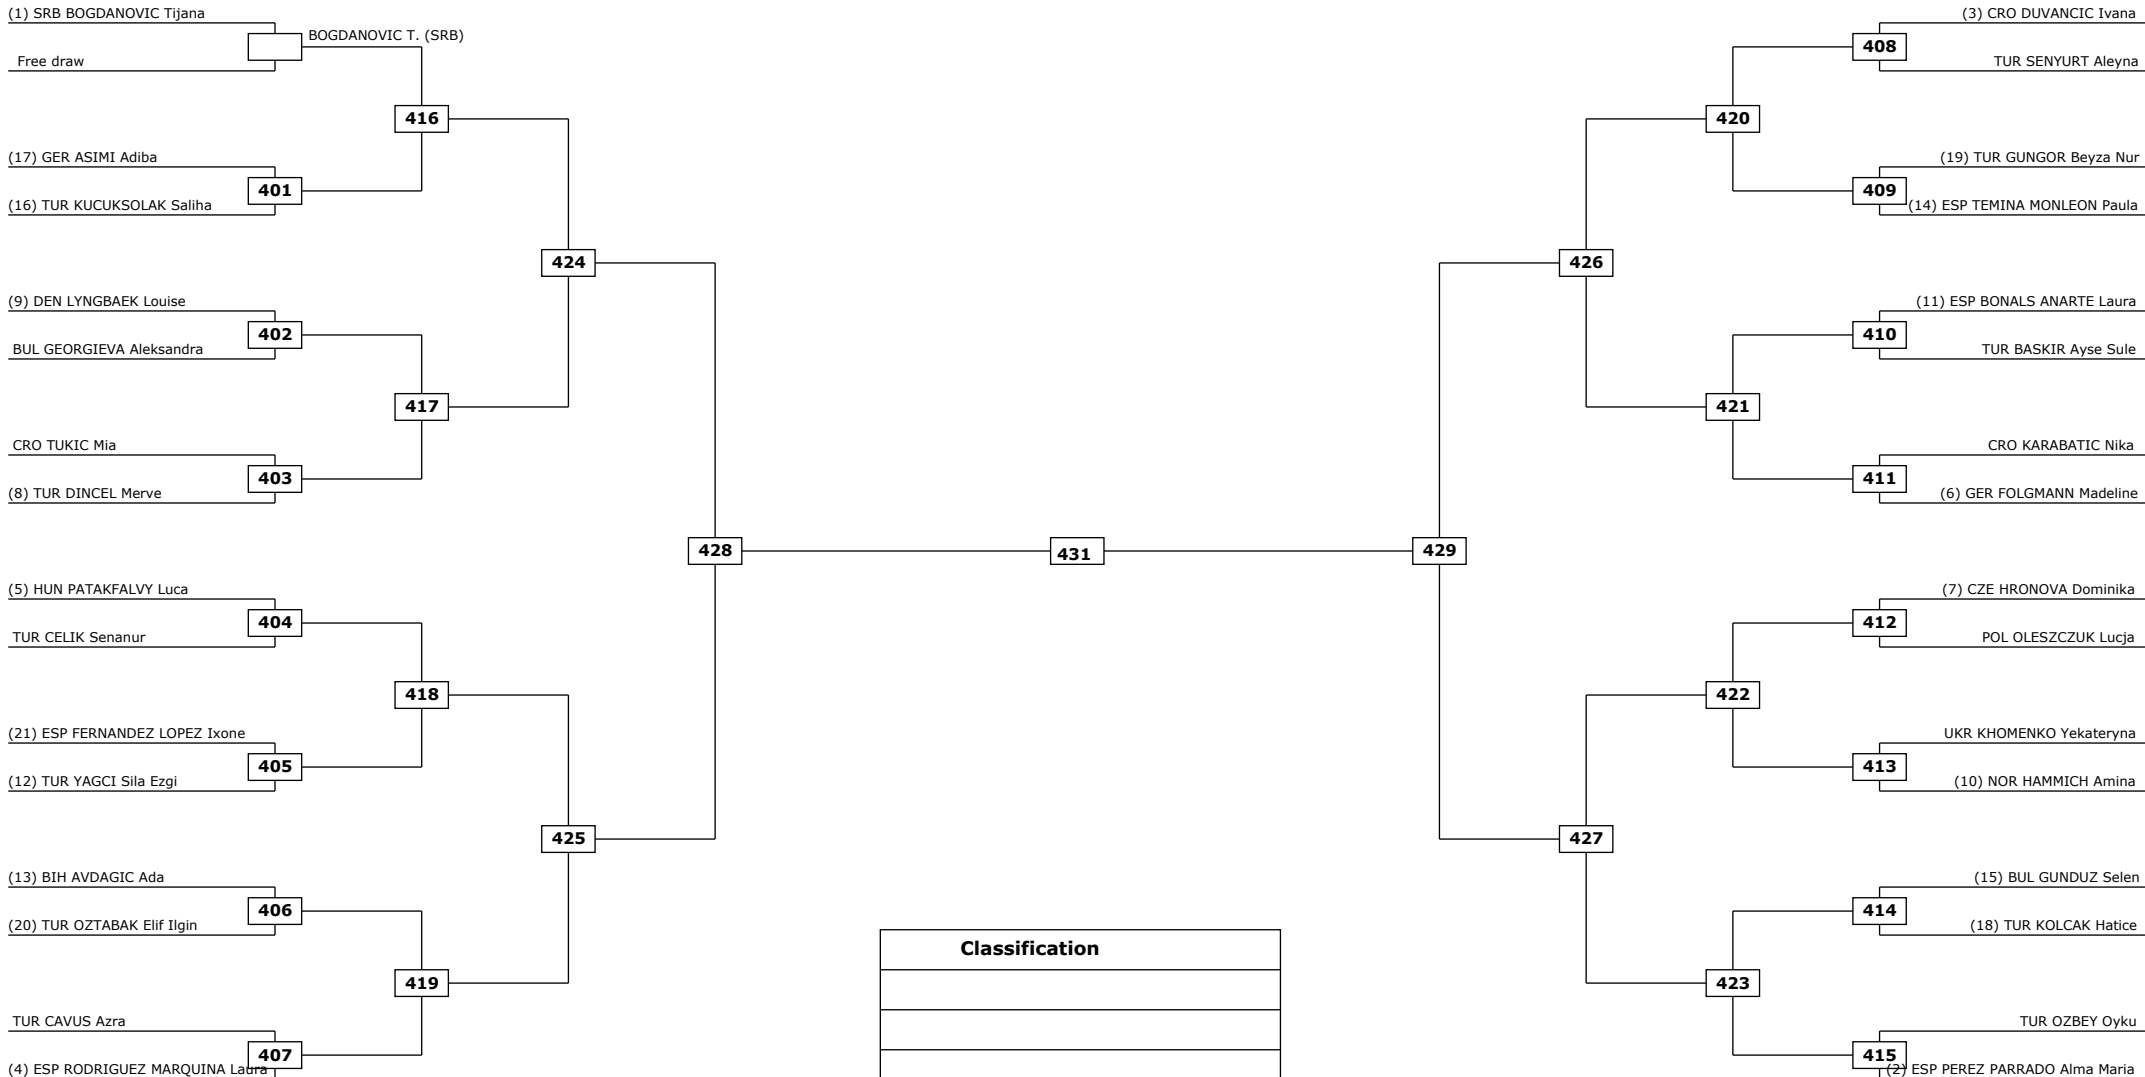 (1) SRB BOGDANOVIC Tijana
BOGDANOVIC T. (SRB)
Free draw
416
(17) GER ASIMI Adiba
401
(16) TUR KUCUKSOLAK Saliha
424
(9) DEN LYNGBAEK Louise
402
BUL GEORGIEVA Aleksandra
417
CRO TUKIC Mia
403
(8) TUR DINCEL Merve
428
(5) HUN PATAKFALVY Luca
404
TUR CELIK Senanur
418
(21) ESP FERNANDEZ LOPEZ Ixone
405
(12) TUR YAGCI Sila Ezgi
425
(13) BIH AVDAGIC Ada
406
(20) TUR OZTABAK Elif Ilgin
419
TUR CAVUS Azra
407
(4) ESP RODRIGUEZ MARQUINA Laura
431
Classification
(3) CRO DUVANCIC Ivana
408
TUR SENYURT Aleyna
420
(19) TUR GUNGOR Beyza Nur
409
(14) ESP TEMINA MONLEON Paula
426
(11) ESP BONALS ANARTE Laura
410
TUR BASKIR Ayse Sule
421
CRO KARABATIC Nika
411
(6) GER FOLGMANN Madeline
429
(7) CZE HRONOVA Dominika
412
POL OLESZCZUK Lucja
422
UKR KHOMENKO Yekateryna
413
(10) NOR HAMMICH Amina
427
(15) BUL GUNDUZ Selen
414
(18) TUR KOLCAK Hatice
423
TUR OZBEY Oyku
415
(2) ESP PEREZ PARRADO Alma Maria